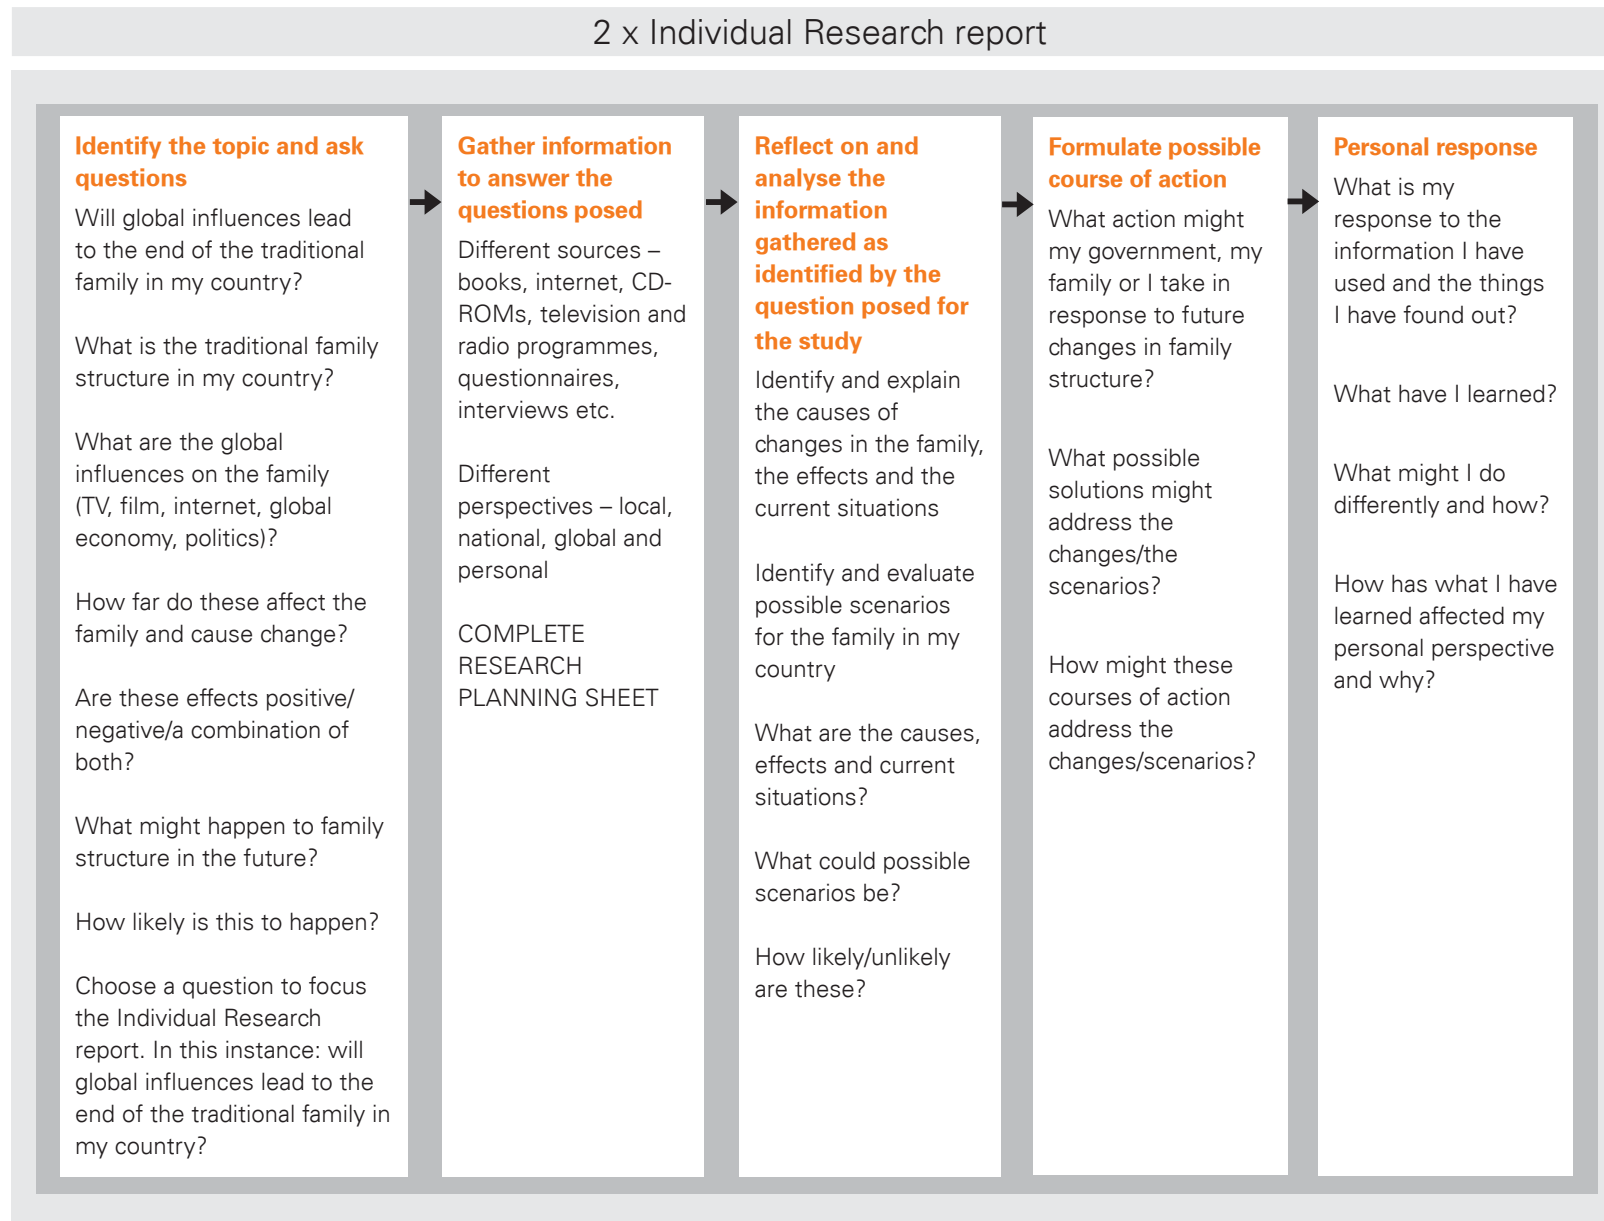 2 x Individual Research report
Identify the topic and ask
questions
Will global influences lead
to the end of the traditional
family in my country?
What is the traditional family
structure in my country?
What are the global
influences on the family
(TV, film, internet, global
economy, politics)?
How far do these affect the
family and cause change?
Are these effects positive/
negative/a combination of
both?
What might happen to family
structure in the future?
How likely is this to happen?
Choose a question to focus
the Individual Research
report. In this instance: will
global influences lead to the
end of the traditional family in
my country?
Gather information
to answer the
questions posed
Different sources –
books, internet, CD-
ROMs, television and
radio programmes,
questionnaires,
interviews etc.
Different
perspectives – local,
national, global and
personal
COMPLETE
RESEARCH
PLANNING SHEET
Reflect on and
analyse the
information
gathered as
identified by the
question posed for
the study
Identify and explain
the causes of
changes in the family,
the effects and the
current situations
Identify and evaluate
possible scenarios
for the family in my
country
What are the causes,
effects and current
situations?
What could possible
scenarios be?
How likely/unlikely
are these?
Formulate possible
course of action
What action might
my government, my
family or I take in
response to future
changes in family
structure?
What possible
solutions might
address the
changes/the
scenarios?
How might these
courses of action
address the
changes/scenarios?
Personal response
What is my
response to the
information I have
used and the things
I have found out?
What have I learned?
What might I do
differently and how?
How has what I have
learned affected my
personal perspective
and why?